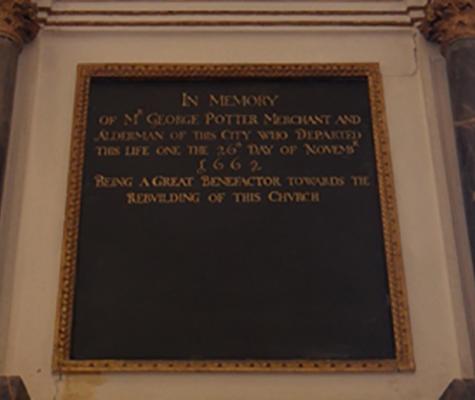 IN MEMORY
OF Mr GEORGE POTTER MERCHANT AND
ALDERMAN OF THIS CITY WHO DEPARTED
THIS LIFE ONE THE 26th DAY OF NOVEMBr
1662
BEING A GREAT BENEFACTOR TOWARDS THE
REBVILDING OF THIS CHVRCH